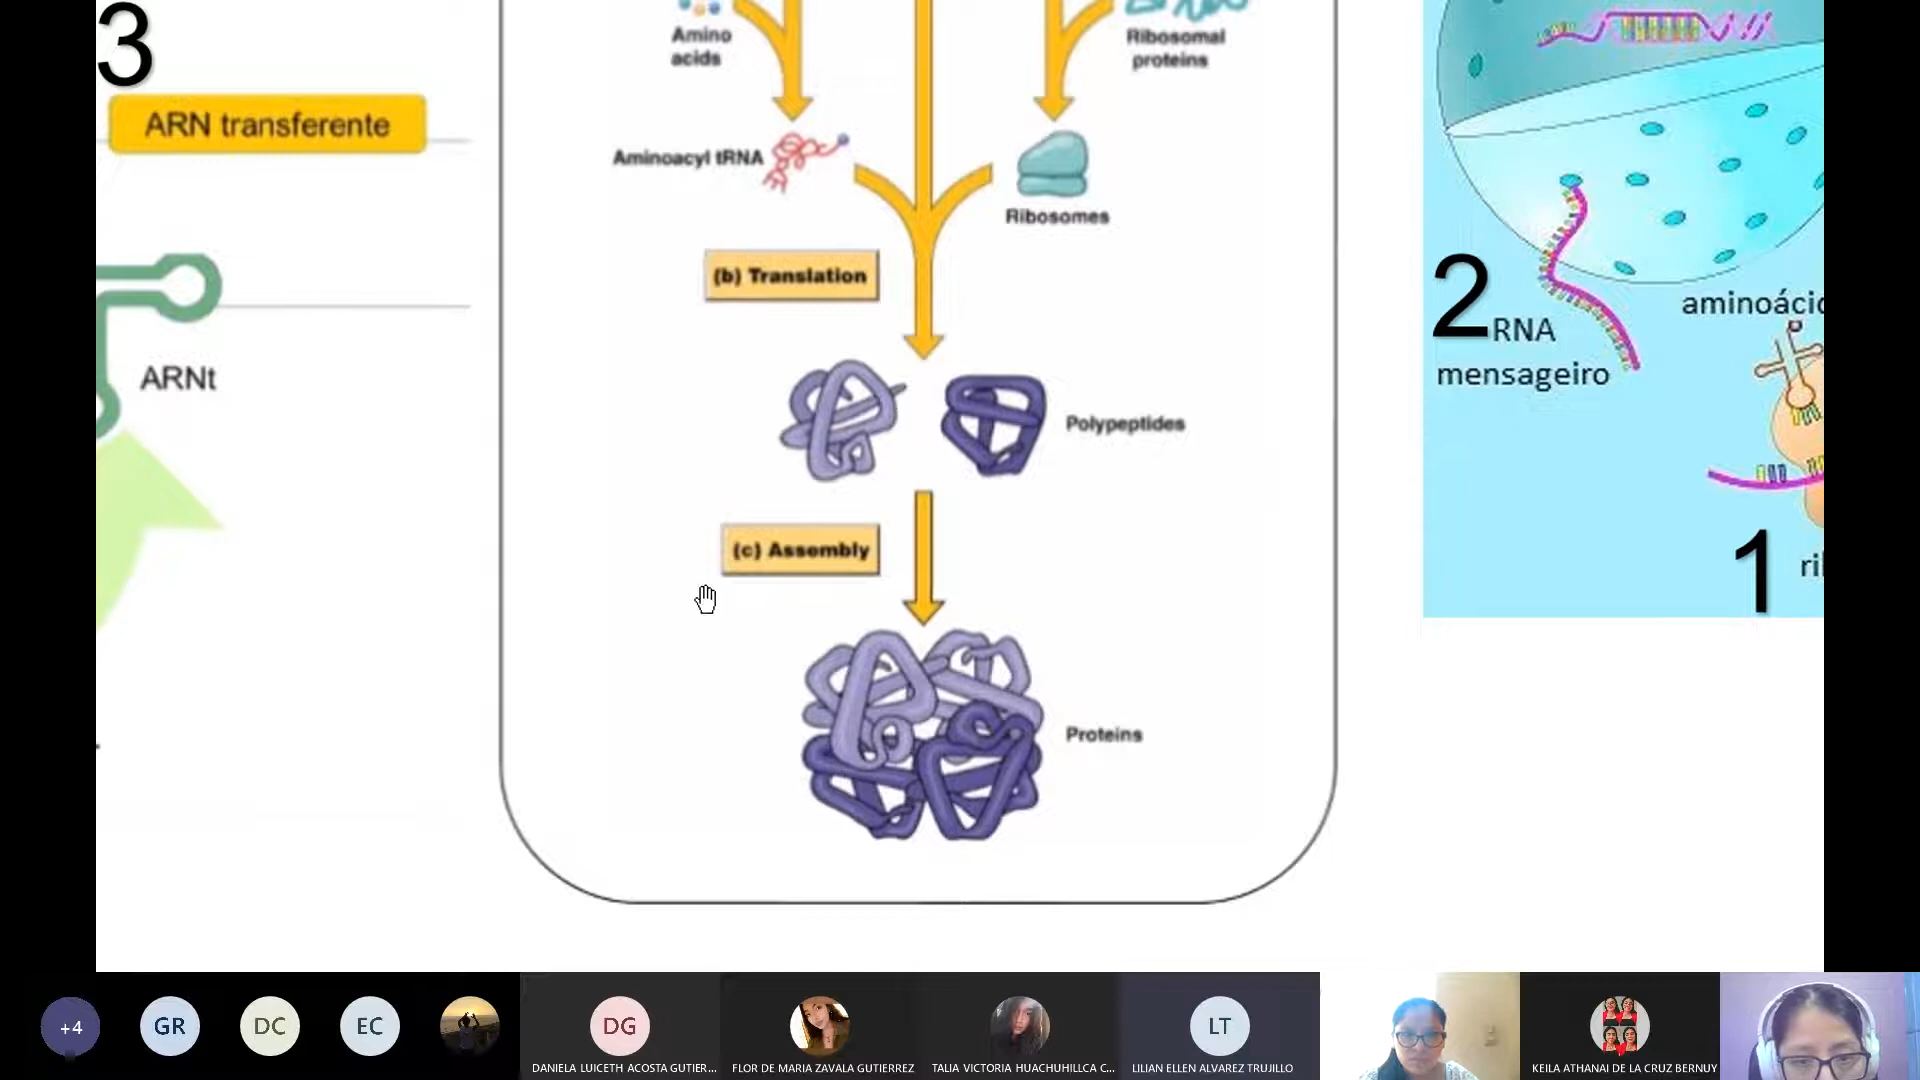 3
ARN transferente
ARNt
Amino
acids
Ribosomal
proteins
Aminoacyl tRNA
Ribosomes
(b) Translation
Polypeptides
(c) Assembly
Proteins
2 RNA
mensageiro
aminoáci
1
ri
+4
GR
DC
EC
DG
DANIELA LUICETH ACOSTA GUTIER...
FLOR DE MARIA ZAVALA GUTIERREZ
TALIA VICTORIA HUACHUHILLCA C...
LT
LILIAN ELLEN ALVAREZ TRUJILLO
KEILA ATHANAI DE LA CRUZ BERNUY